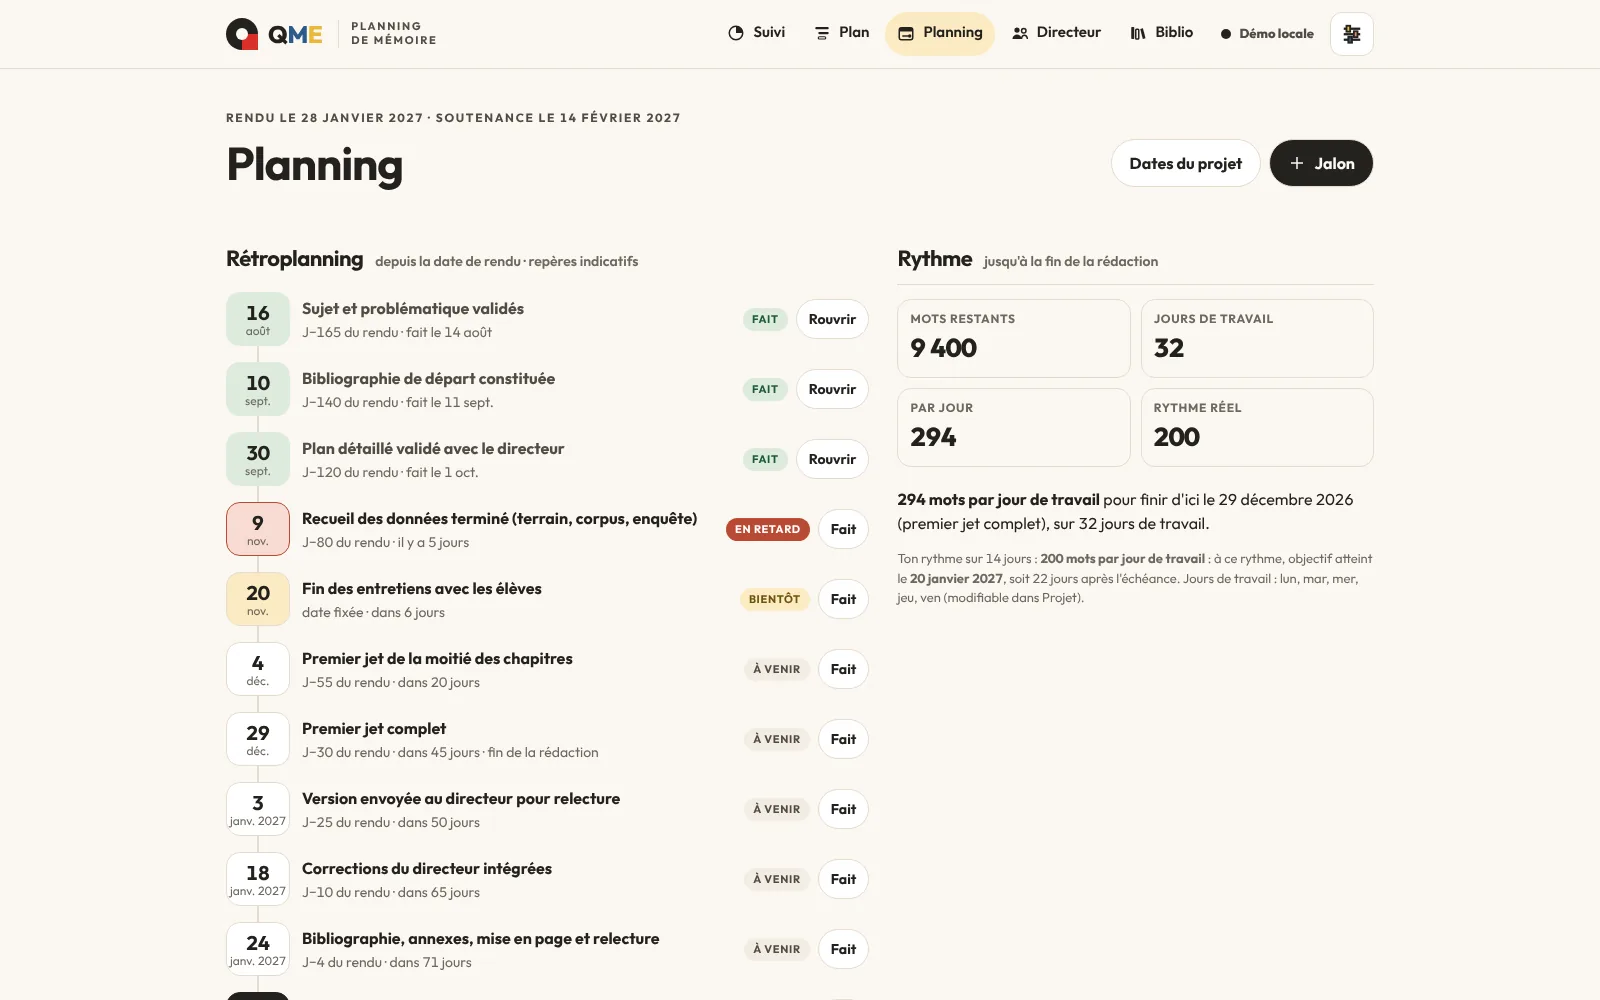 QME
PLANNING
DE MÉMOIRE
Suivi
Plan
Planning
Directeur
Biblio
Démo locale
RENDU LE 28 JANVIER 2027 · SOUTENANCE LE 14 FÉVRIER 2027
Planning
Dates du projet
+ Jalon
Rétroplanning depuis la date de rendu · repères indicatifs
16
août
Sujet et problématique validés
J−165 du rendu · fait le 14 août
FAIT
Rouvrir
10
sept.
Bibliographie de départ constituée
J−140 du rendu · fait le 11 sept.
FAIT
Rouvrir
30
sept.
Plan détaillé validé avec le directeur
J−120 du rendu · fait le 1 oct.
FAIT
Rouvrir
9
nov.
Recueil des données terminé (terrain, corpus, enquête)
J−80 du rendu · il y a 5 jours
EN RETARD
Fait
20
nov.
Fin des entretiens avec les élèves
date fixée · dans 6 jours
BIENTÔT
Fait
4
déc.
Premier jet de la moitié des chapitres
J−55 du rendu · dans 20 jours
À VENIR
Fait
29
déc.
Premier jet complet
J−30 du rendu · dans 45 jours · fin de la rédaction
À VENIR
Fait
3
janv. 2027
Version envoyée au directeur pour relecture
J−25 du rendu · dans 50 jours
À VENIR
Fait
18
janv. 2027
Corrections du directeur intégrées
J−10 du rendu · dans 65 jours
À VENIR
Fait
24
janv. 2027
Bibliographie, annexes, mise en page et relecture
J−4 du rendu · dans 71 jours
À VENIR
Fait
Rythme jusqu'à la fin de la rédaction
MOTS RESTANTS
9 400
JOURS DE TRAVAIL
32
PAR JOUR
294
RYTHME RÉEL
200
294 mots par jour de travail pour finir d'ici le 29 décembre 2026
(premier jet complet), sur 32 jours de travail.
Ton rythme sur 14 jours : 200 mots par jour de travail : à ce rythme, objectif atteint
le 20 janvier 2027, soit 22 jours après l'échéance. Jours de travail : lun, mar, mer,
jeu, ven (modifiable dans Projet).